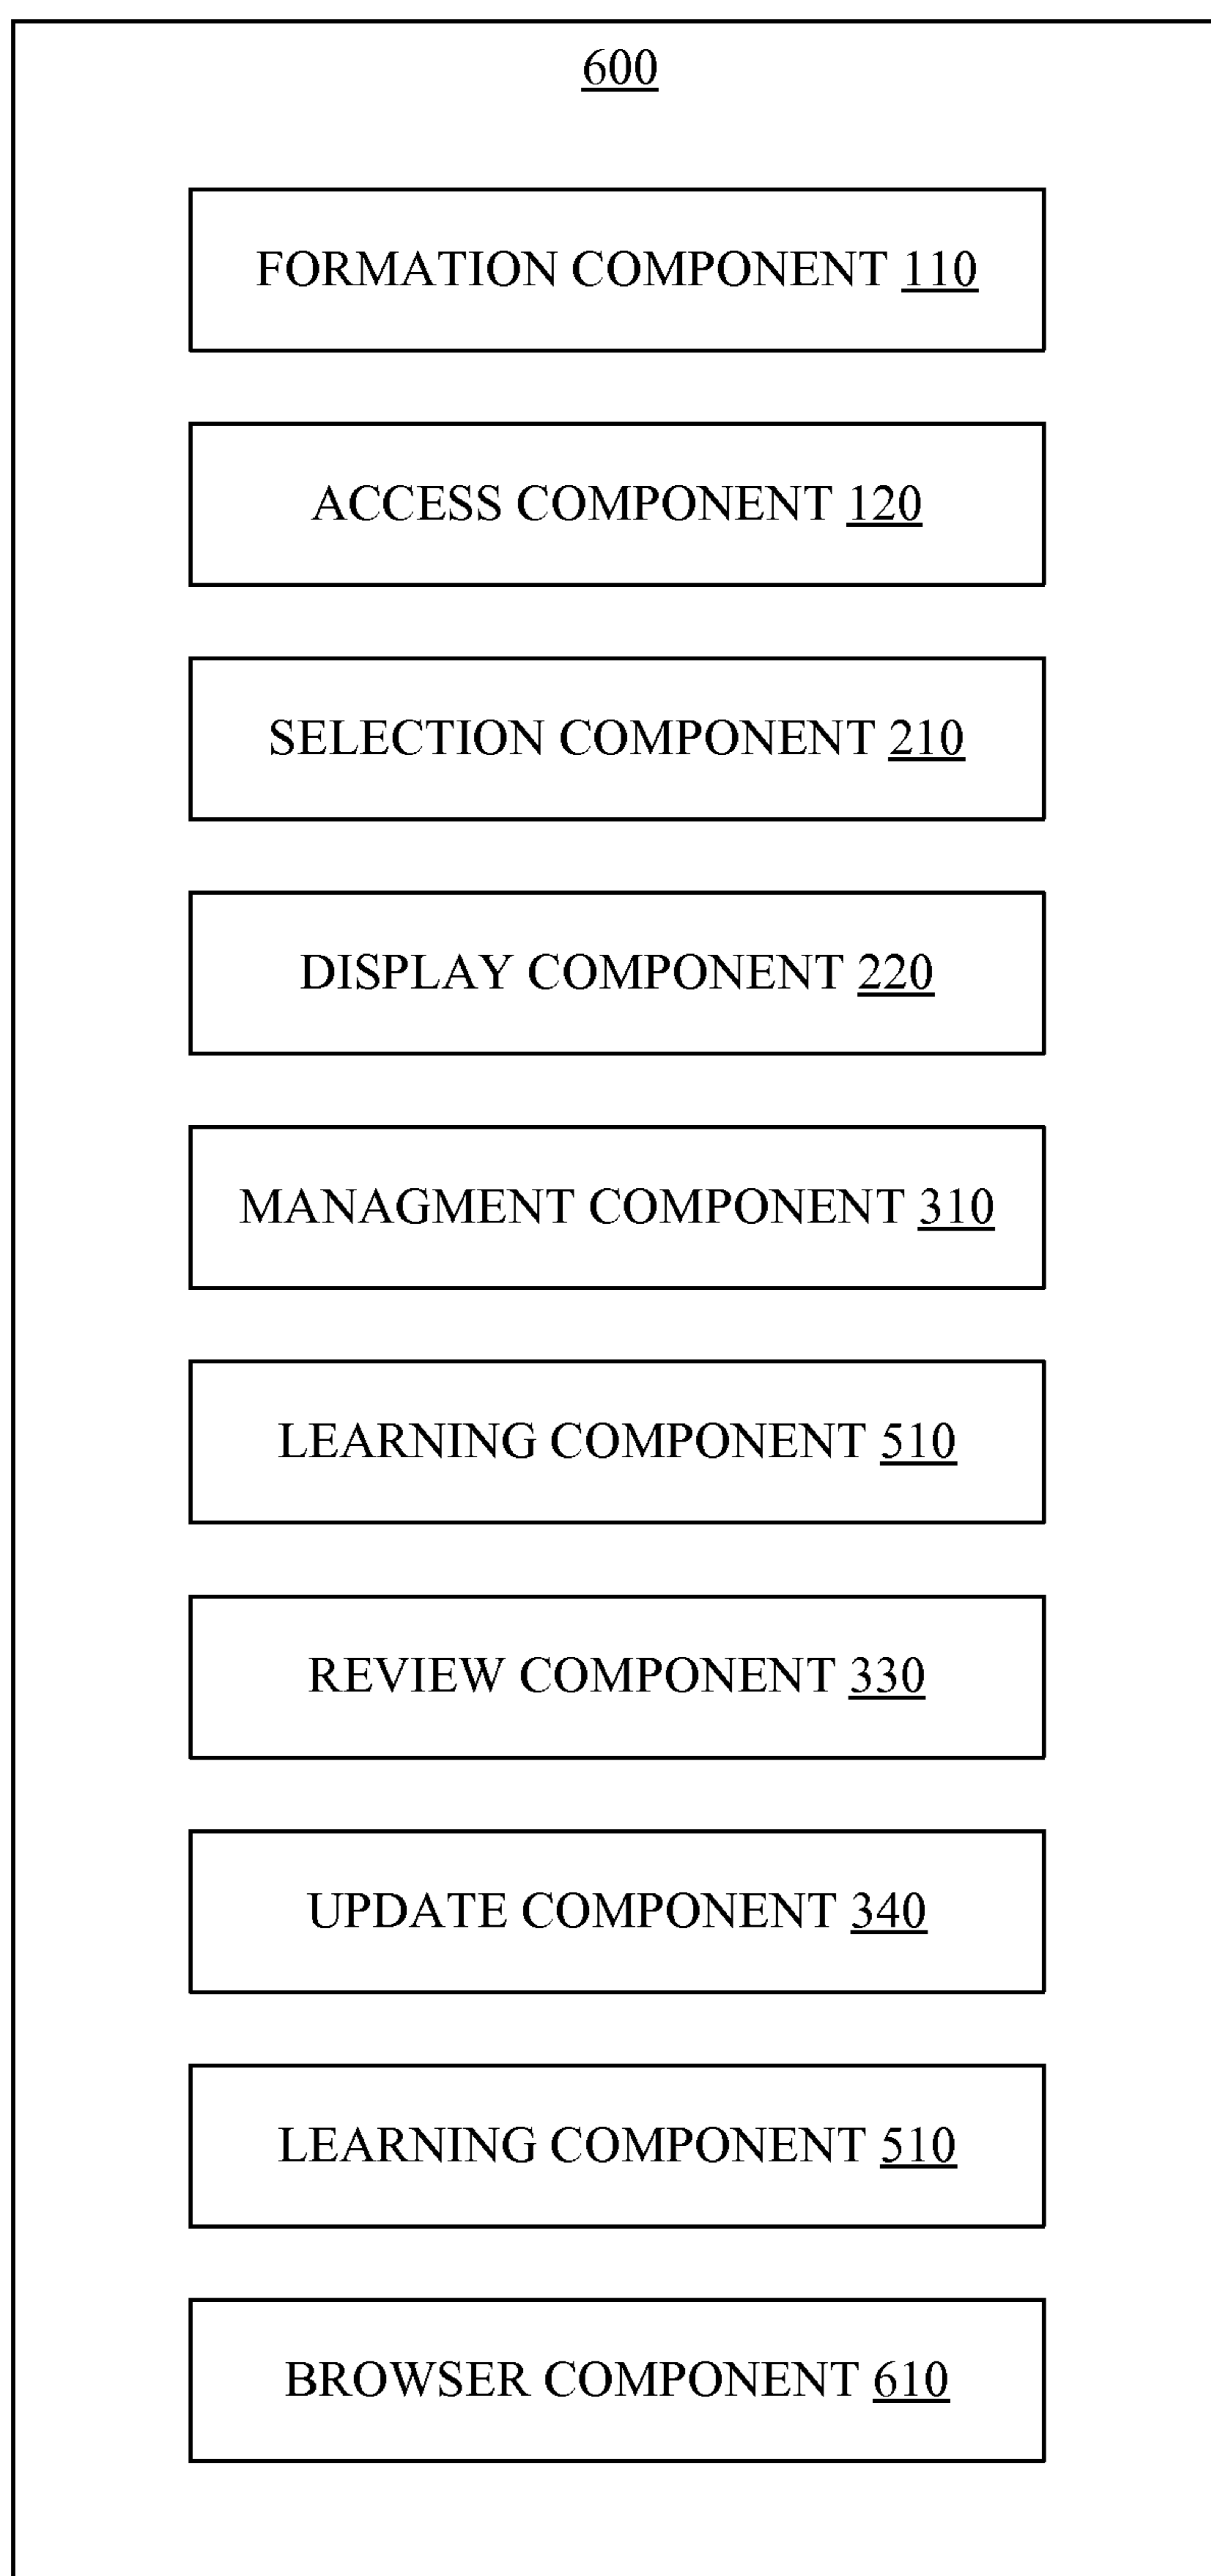 600
FORMATION COMPONENT 110
ACCESS COMPONENT 120
SELECTION COMPONENT 210
DISPLAY COMPONENT 220
MANAGMENT COMPONENT 310
LEARNING COMPONENT 510
REVIEW COMPONENT 330
UPDATE COMPONENT 340
LEARNING COMPONENT 510
BROWSER COMPONENT 610